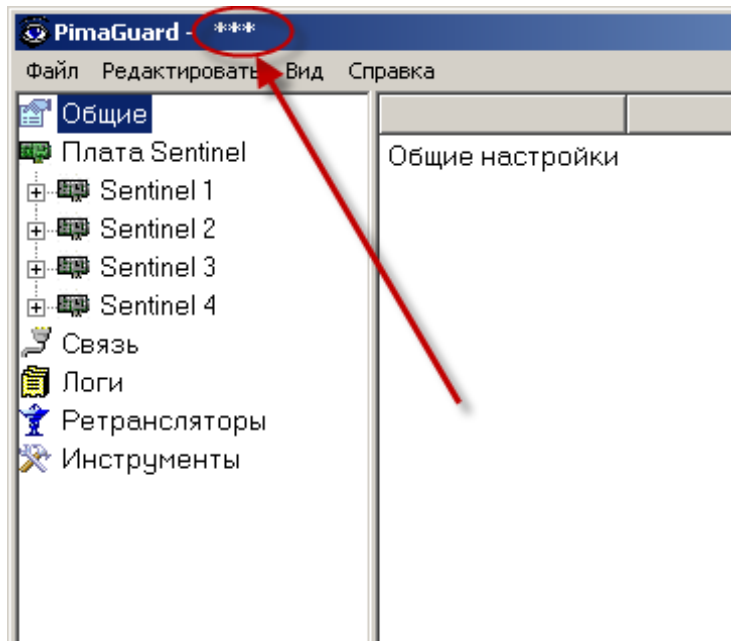 PimaGuard - ***
Файл Редактировать Вид Справка
Общие
Плата Sentinel
Общие настройки
Sentinel 1
Sentinel 2
Sentinel 3
Sentinel 4
Связь
Логи
Ретрансляторы
Инструменты